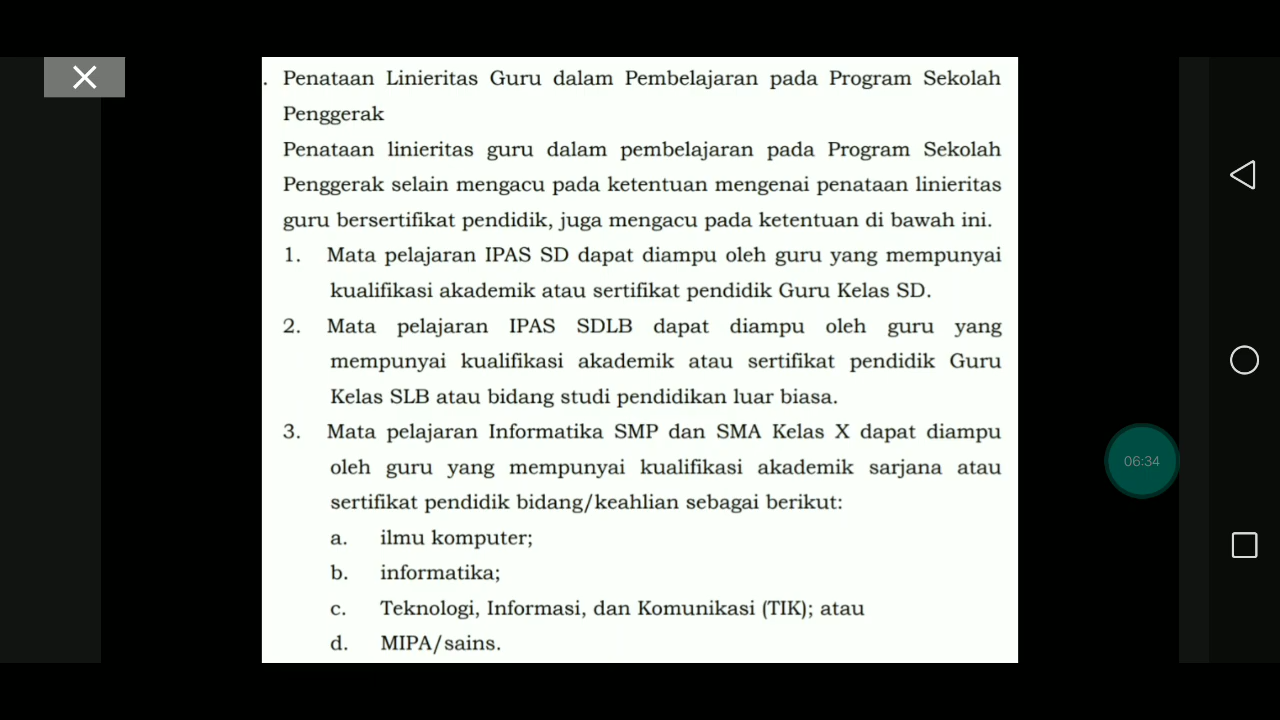 . Penataan Linieritas Guru dalam Pembelajaran pada Program Sekolah
Penggerak
Penataan linieritas guru dalam pembelajaran pada Program Sekolah
Penggerak selain mengacu pada ketentuan mengenai penataan linieritas
guru bersertifikat pendidik, juga mengacu pada ketentuan di bawah ini.
1. Mata pelajaran IPAS SD dapat diampu oleh guru yang mempunyai
kualifikasi akademik atau sertifikat pendidik Guru Kelas SD.
2. Mata pelajaran IPAS SDLB dapat diampu oleh guru yang
mempunyai kualifikasi akademik atau sertifikat pendidik Guru
Kelas SLB atau bidang studi pendidikan luar biasa.
3. Mata pelajaran Informatika SMP dan SMA Kelas X dapat diampu
oleh guru yang mempunyai kualifikasi akademik sarjana atau
sertifikat pendidik bidang/keahlian sebagai berikut:
a. ilmu komputer;
b. informatika;
c. Teknologi, Informasi, dan Komunikasi (TIK); atau
d. MIPA/sains.
06:34